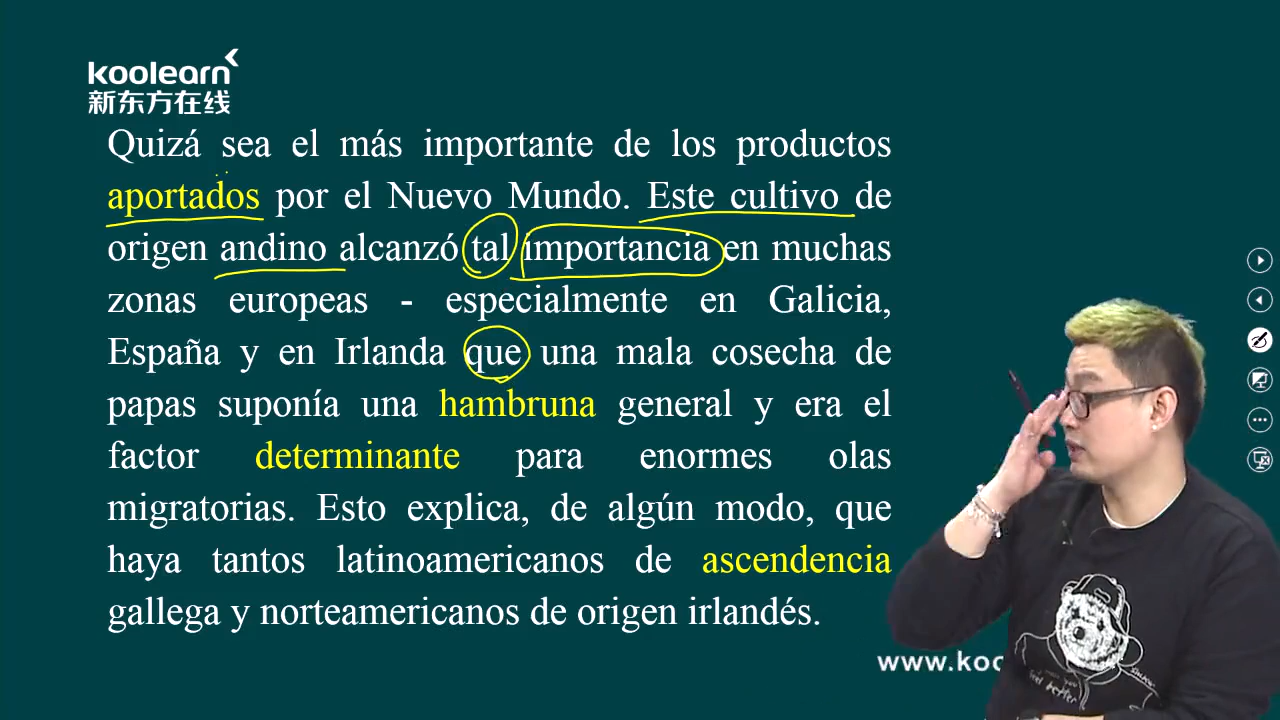 koolearn
新东方在线
Quizá sea el más importante de los productos
aportados por el Nuevo Mundo. Este cultivo de
origen andino alcanzó tal importancia en muchas
zonas europeas - especialmente en Galicia,
España y en Irlanda que una mala cosecha de
papas suponía una hambruna general y era el
factor determinante para enormes olas
migratorias. Esto explica, de algún modo, que
haya tantos latinoamericanos de ascendencia
gallega y norteamericanos de origen irlandés.
www.koo